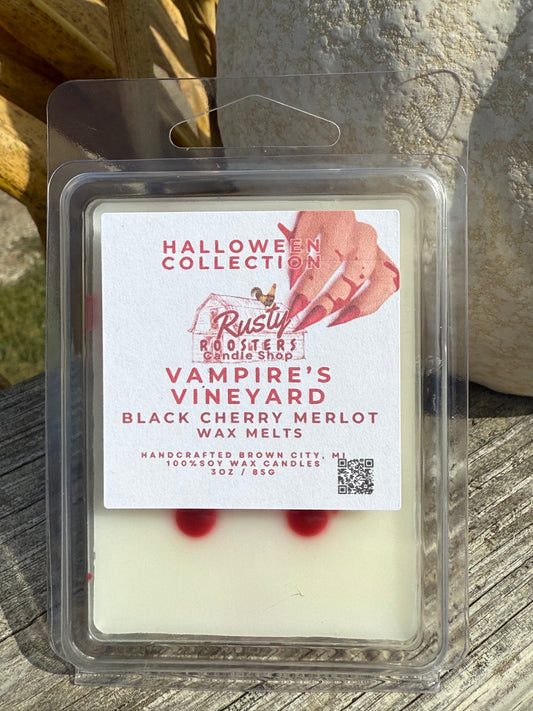 HALLOWEEN
COLLECTION
Rusty
ROOSTERS
Candle Shop
VAMPIRE'S
VINEYARD
BLACK CHERRY MERLOT
WAX MELTS
HANDCRAFTED BROWN CITY, MI
100%SOY WAX CANDLES
3OZ / 85G